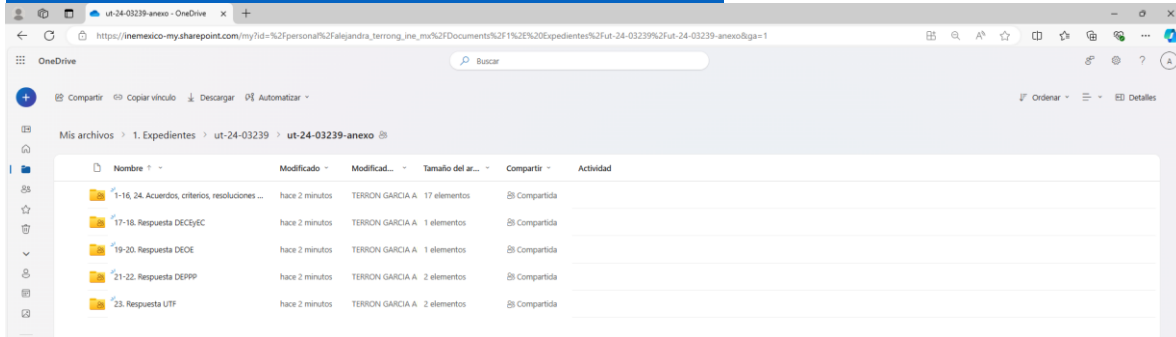 ut-24-03239-anexo - OneDrive
https://inemexico-my.sharepoint.com/my?id=%2Fpersonal%2Falejandra_terrong_ine_mx%2FDocuments%2F1%2E%20Expedientes%2Fut-24-03239%2Fut-24-03239-anexo&ga=1
OneDrive
Buscar
A
Compartir Copiar vínculo Descargar Automatizar Ordenar Detalles
Mis archivos > 1. Expedientes > ut-24-03239 > ut-24-03239-anexo
Nombre Modificado Modificad... Tamaño del ar... Compartir Actividad
1-16, 24. Acuerdos, criterios, resoluciones ... hace 2 minutos TERRON GARCIA A 17 elementos Compartida
17-18. Respuesta DECEyEC hace 2 minutos TERRON GARCIA A 1 elementos Compartida
19-20. Respuesta DEOE hace 2 minutos TERRON GARCIA A 1 elementos Compartida
21-22. Respuesta DEPPP hace 2 minutos TERRON GARCIA A 2 elementos Compartida
23. Respuesta UTF hace 2 minutos TERRON GARCIA A 2 elementos Compartida